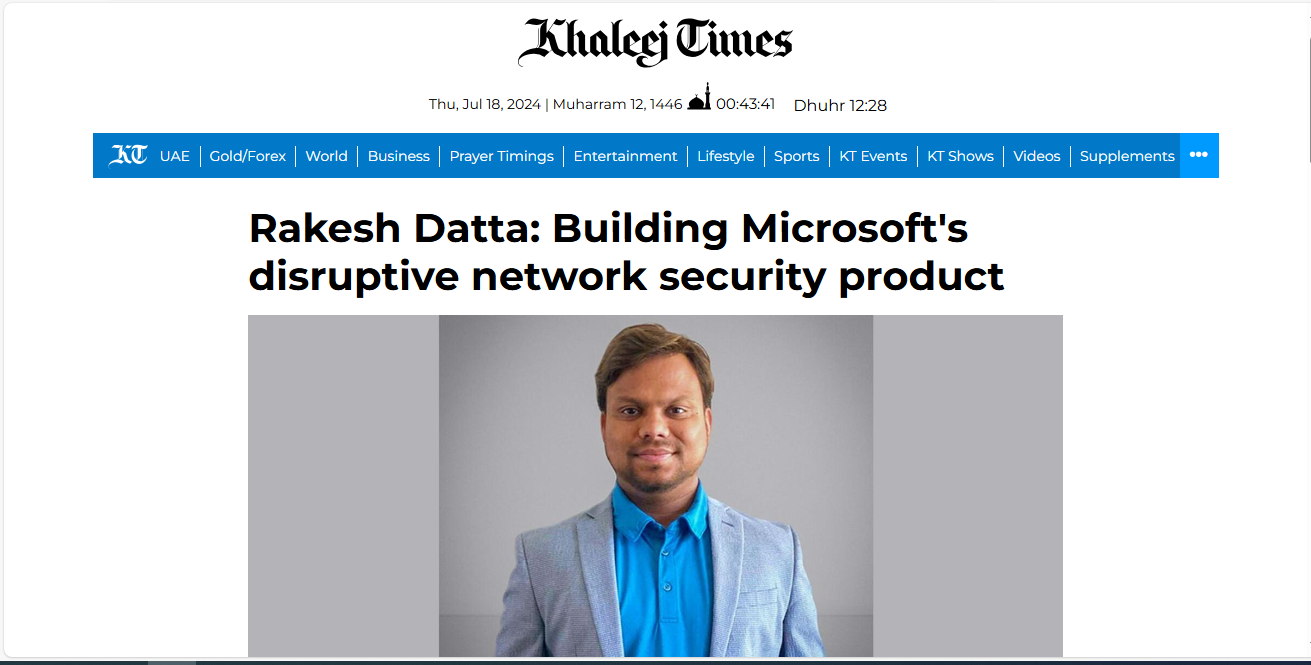 Khaleej Times
Thu, Jul 18, 2024 | Muharram 12, 1446 00:43:41 Dhuhr 12:28
KT UAE Gold/Forex World Business Prayer Timings Entertainment Lifestyle Sports KT Events KT Shows Videos Supplements •••
Rakesh Datta: Building Microsoft's
disruptive network security product